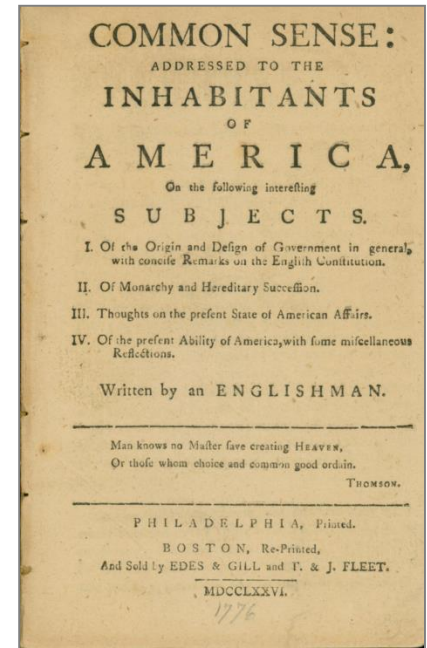 COMMON SENSE:
ADDRESSED TO THE
INHABITANTS
OF
AMERICA,
On the following intereſting
SUBJECTS.
I. Of the Origin and Deſign of Government in general,
with conciſe Remarks on the Engliſh Conſtitution.
II. Of Monarchy and Hereditary Succeſſion.
III. Thoughts on the preſent State of American Affairs.
IV. Of the preſent Ability of America, with ſome miſcellaneous
Reflections.
Written by an ENGLISHMAN.
Man knows no Maſter ſave creating HEAVEN,
Or thoſe whom choice and common good ordain.
THOMSON.
PHILADELPHIA, Printed.
BOSTON, Re-Printed,
And Sold by EDES & GILL and T. & J. FLEET.
MDCCLXXVI.
1776